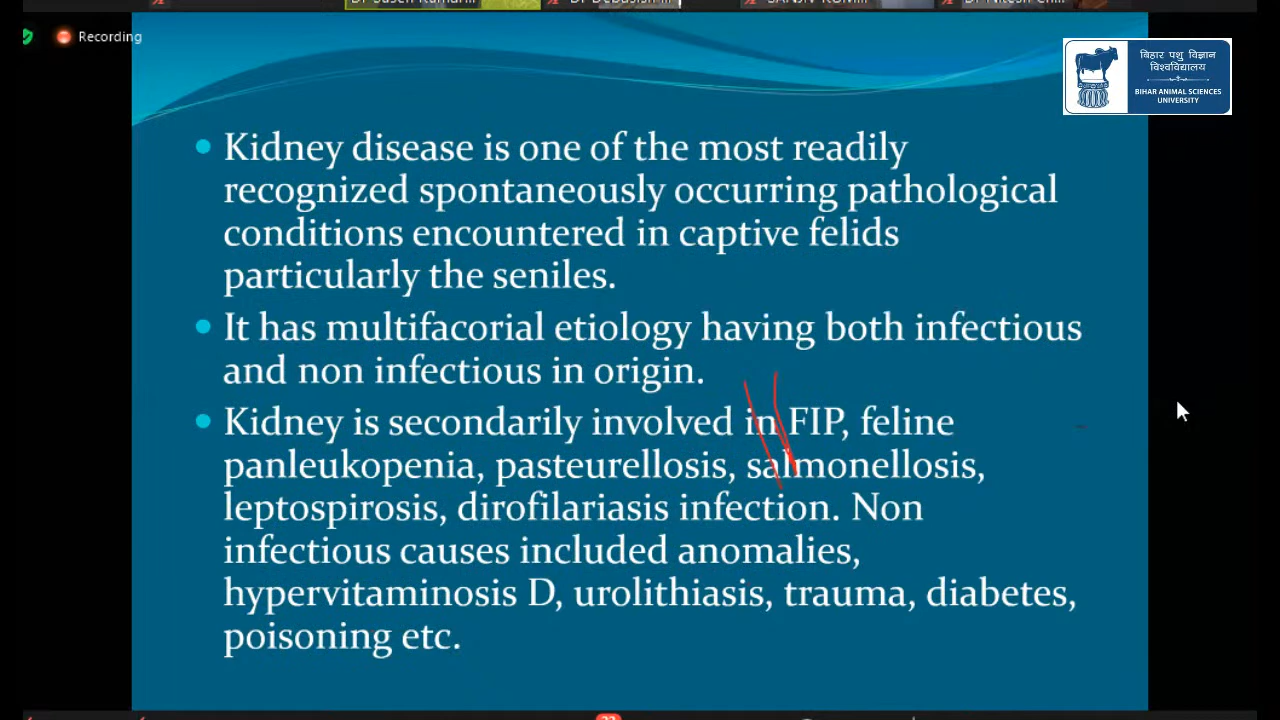 Recording
बिहार पशु विज्ञान
विश्वविद्यालय
BIHAR ANIMAL SCIENCES
UNIVERSITY
• Kidney disease is one of the most readily
recognized spontaneously occurring pathological
conditions encountered in captive felids
particularly the seniles.
• It has multifacorial etiology having both infectious
and non infectious in origin.
• Kidney is secondarily involved in FIP, feline
panleukopenia, pasteurellosis, salmonellosis,
leptospirosis, dirofilariasis infection. Non
infectious causes included anomalies,
hypervitaminosis D, urolithiasis, trauma, diabetes,
poisoning etc.